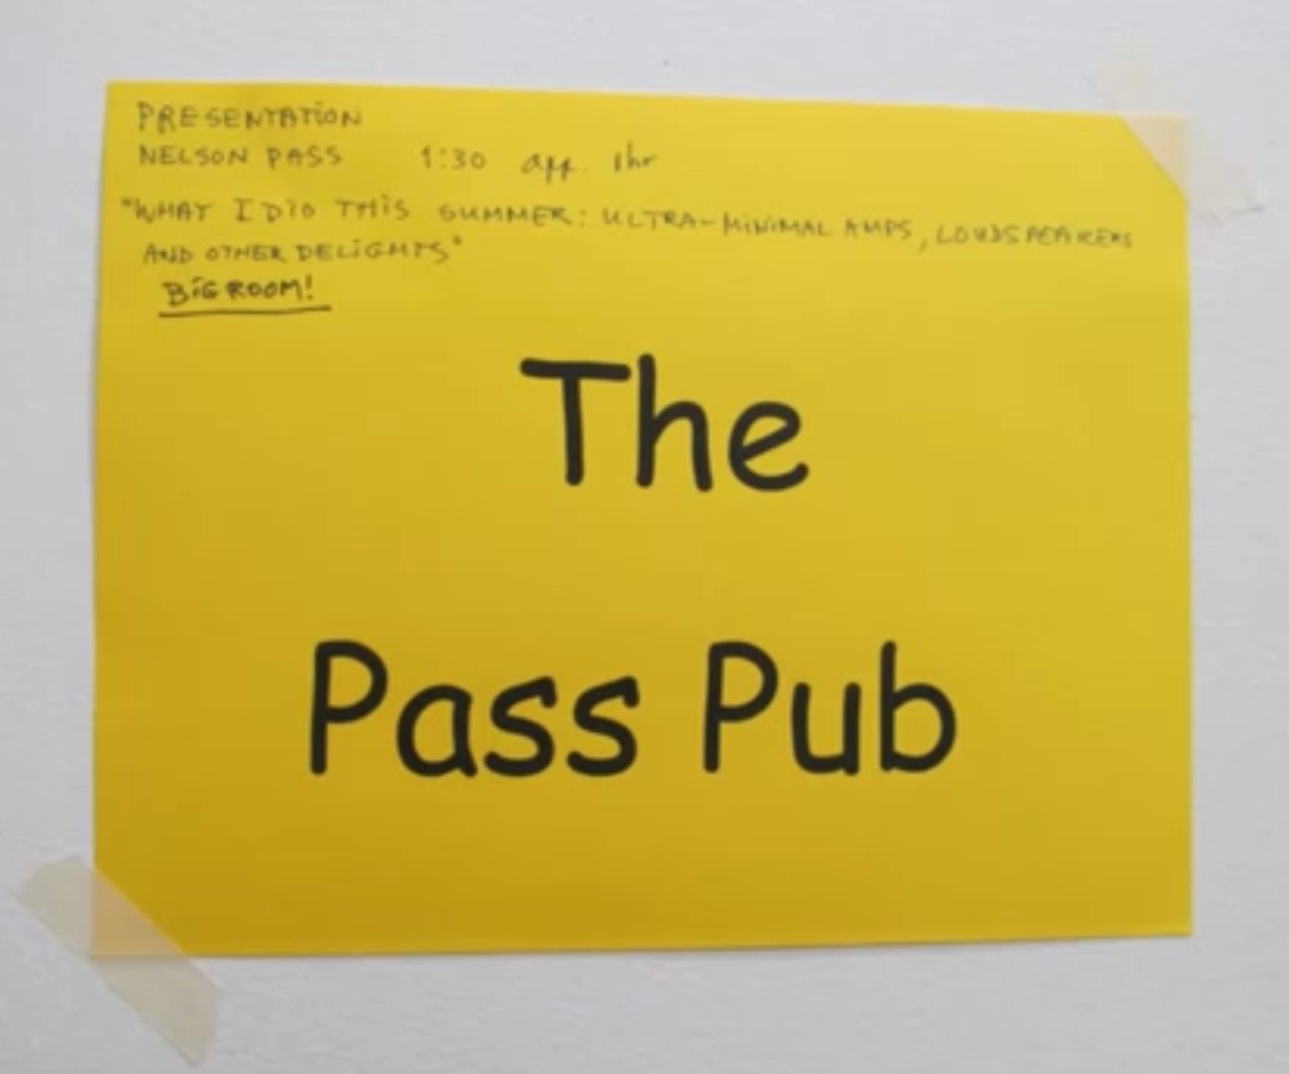 PRESENTATION
NELSON PASS 1:30 app. 1hr
"WHAT I DID THIS SUMMER: ULTRA-MINIMAL AMPS, LOUDSPEAKERS
AND OTHER DELIGHTS"
BIG ROOM!
The
Pass Pub